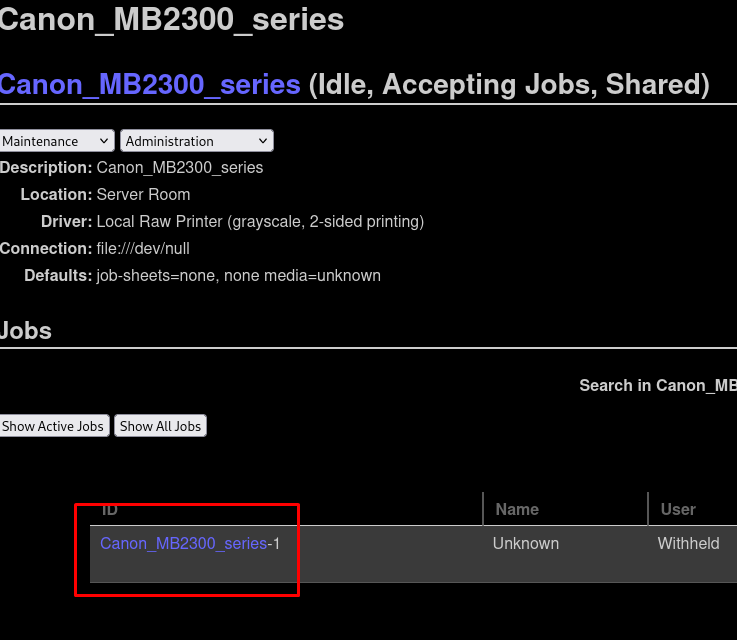 Canon_MB2300_series
Canon_MB2300_series (Idle, Accepting Jobs, Shared)
Maintenance Administration
Description: Canon_MB2300_series
Location: Server Room
Driver: Local Raw Printer (grayscale, 2-sided printing)
Connection: file:///dev/null
Defaults: job-sheets=none, none media=unknown
Jobs
Search in Canon_MB
Show Active Jobs Show All Jobs
ID Name User
Canon_MB2300_series-1 Unknown Withheld